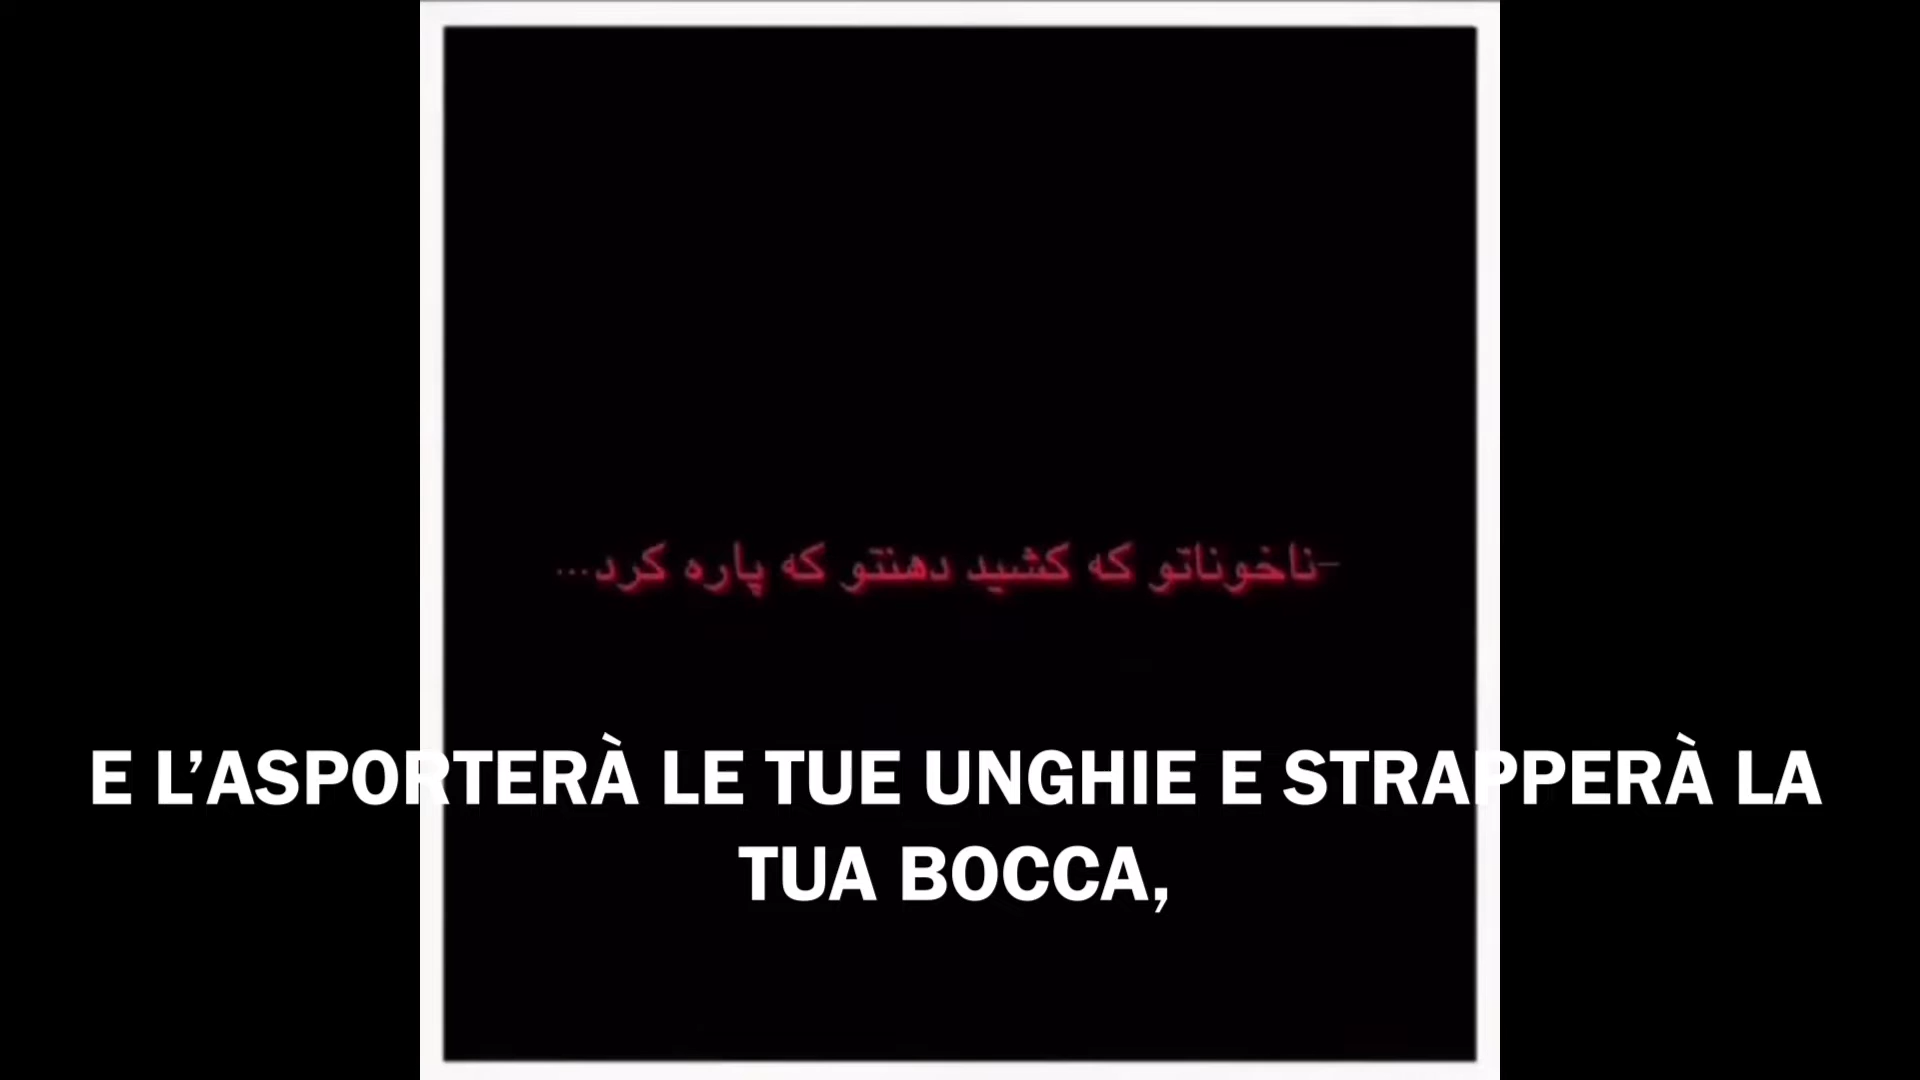 -ناخوناتو که کشید دهنتو که پاره کرد...
E L’ASPORTERÀ LE TUE UNGHIE E STRAPPERÀ LA
TUA BOCCA,